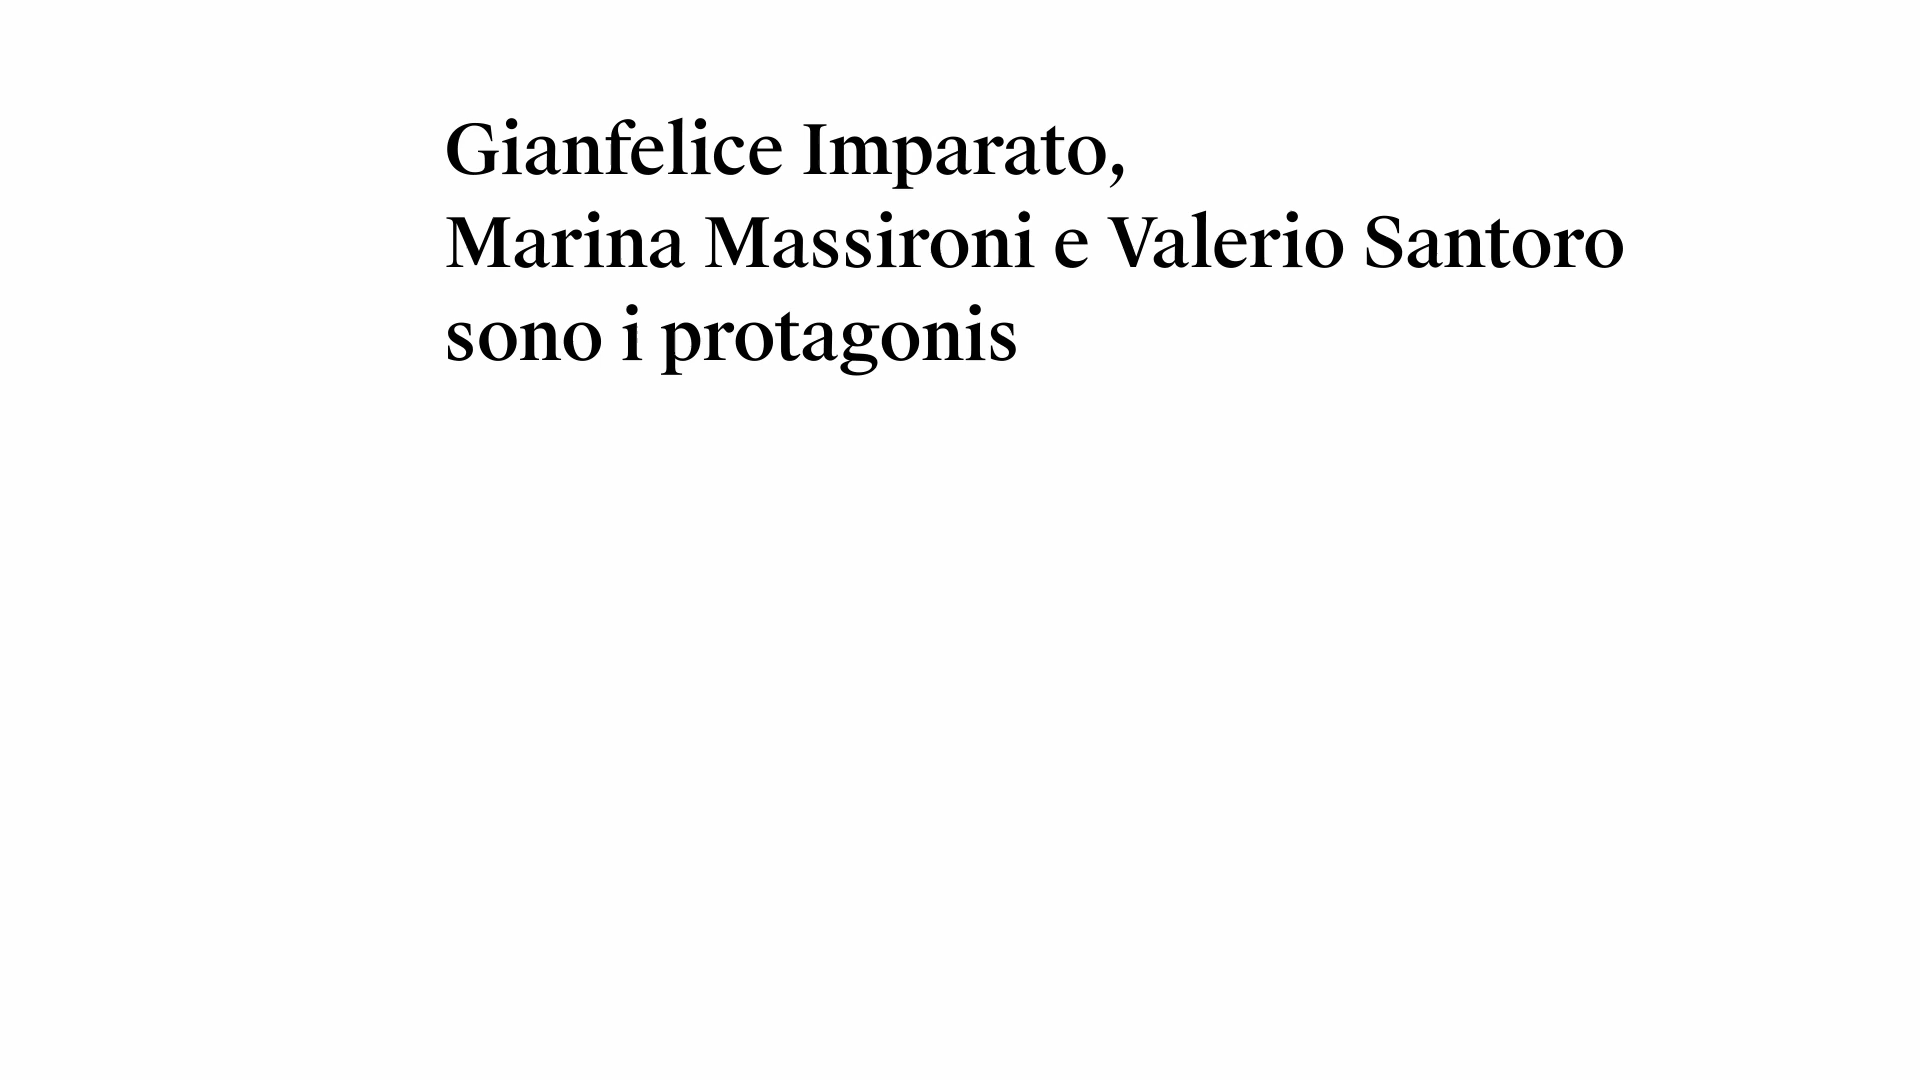 Gianfelice Imparato,
Marina Massironi e Valerio Santoro
sono i protagonis